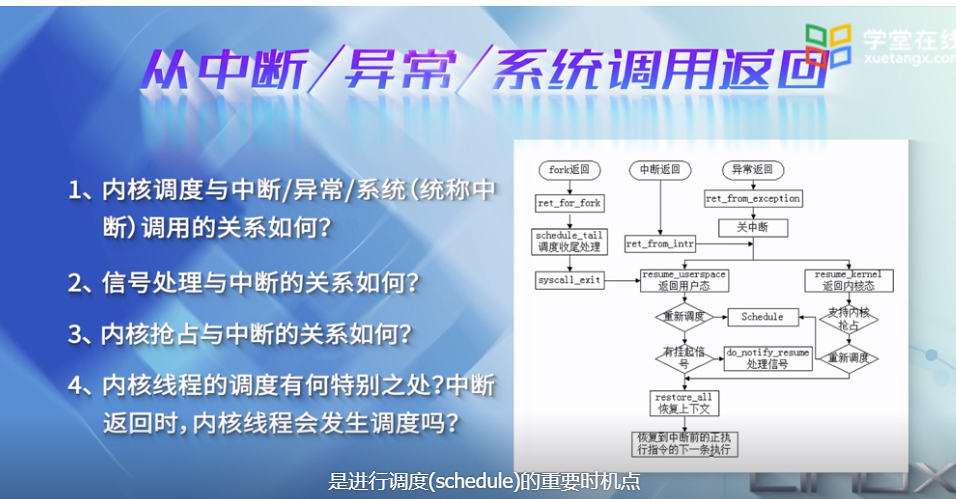 从中断/异常/系统调用返回
学堂在线
xuetangx.com
1、内核调度与中断/异常/系统(统称中
断)调用的关系如何?
2、信号处理与中断的关系如何?
3、内核抢占与中断的关系如何?
4、内核线程的调度有何特别之处?中断
返回时,内核线程会发生调度吗?
fork返回
中断返回
异常返回
ret_for_fork
ret_from_exception
关中断
schedule_tail
调度收尾处理
ret_from_intr
syscall_exit
resume_userspace
返回用户态
resume_kernel
返回内核态
重新调度
Schedule
支持内核
抢占
有挂起信
号
do_notify_resume
处理信号
重新调度
restore_all
恢复上下文
恢复到中断前的正执
行指令的下一条执行
是进行调度(schedule)的重要时机点